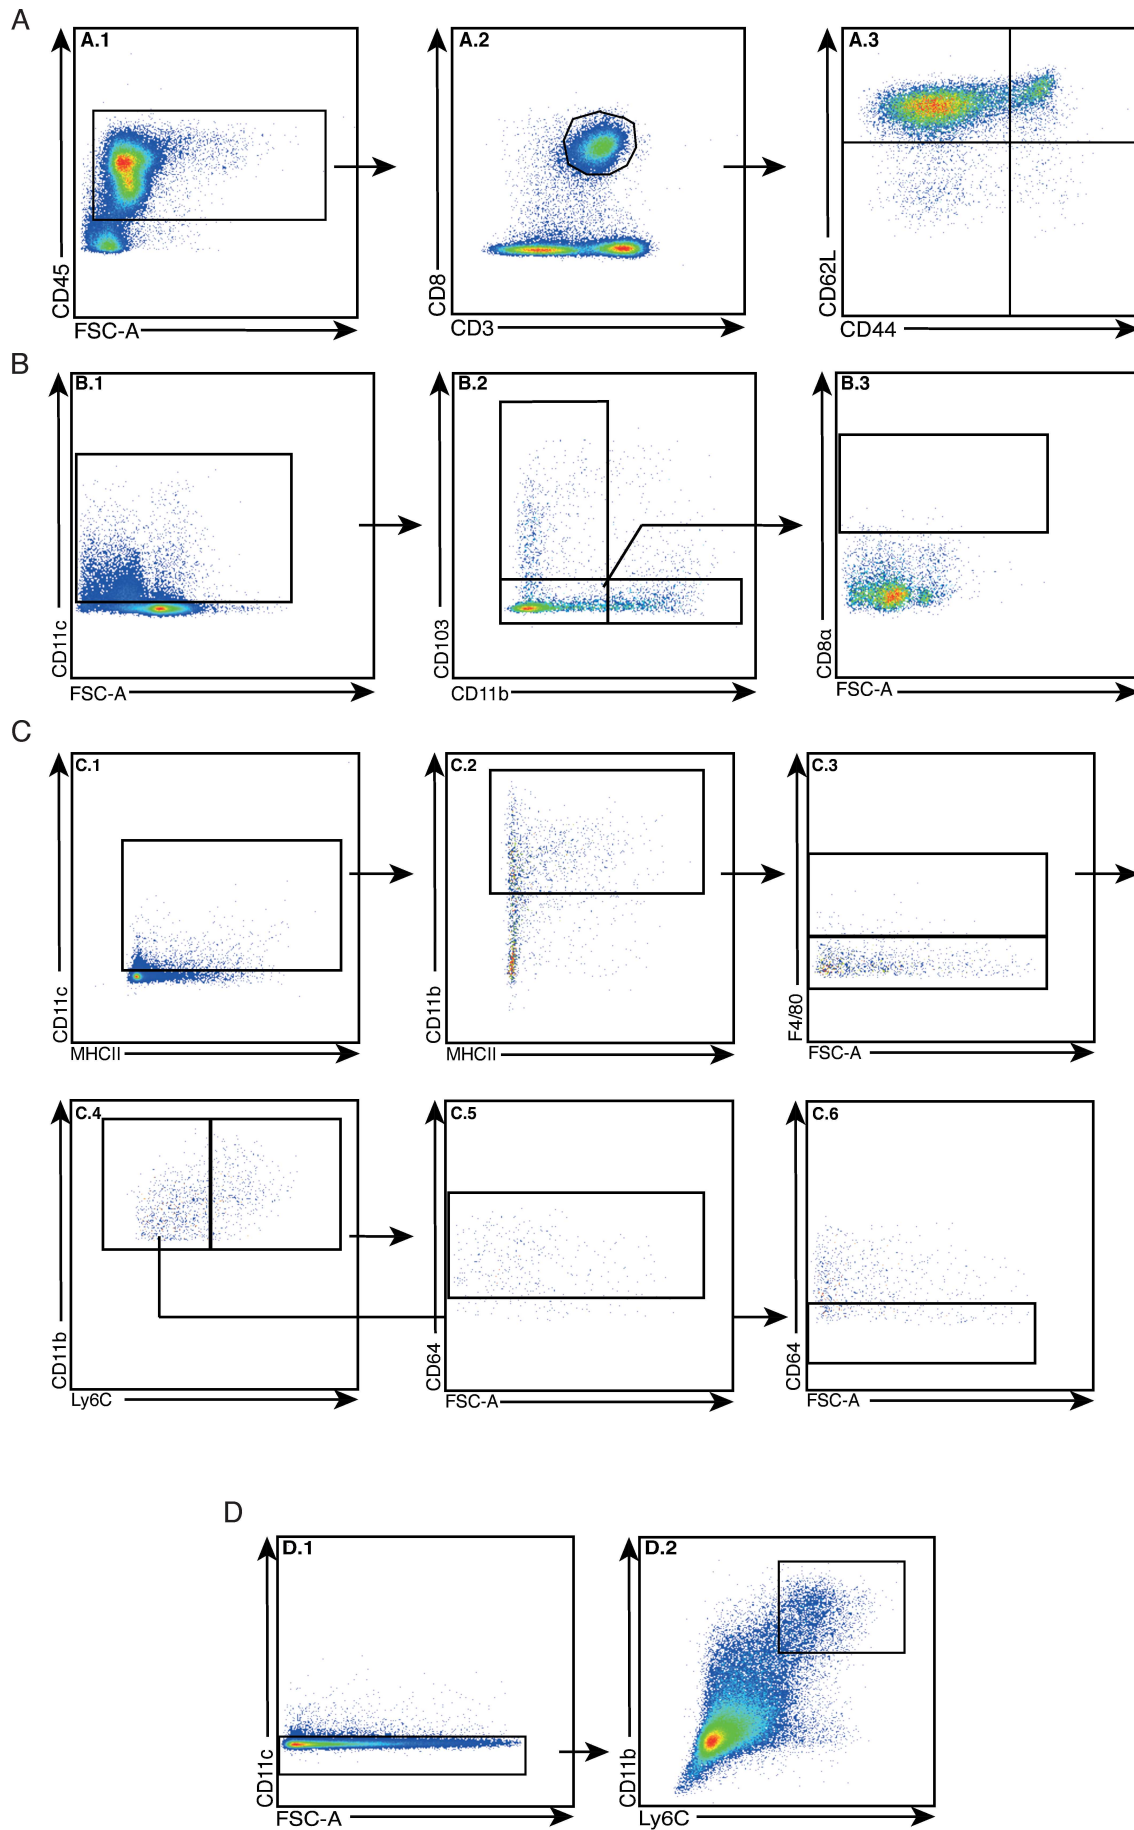 A
A.1
CD45
FSC-A
A.2
CD8
CD3
A.3
CD62L
CD44
B
B.1
CD11c
FSC-A
B.2
CD103
CD11b
B.3
CD8α
FSC-A
C
C.1
CD11c
MHCII
C.2
CD11b
MHCII
C.3
F4/80
FSC-A
C.4
CD11b
Ly6C
C.5
CD64
FSC-A
C.6
CD64
FSC-A
D
D.1
CD11c
FSC-A
D.2
CD11b
Ly6C